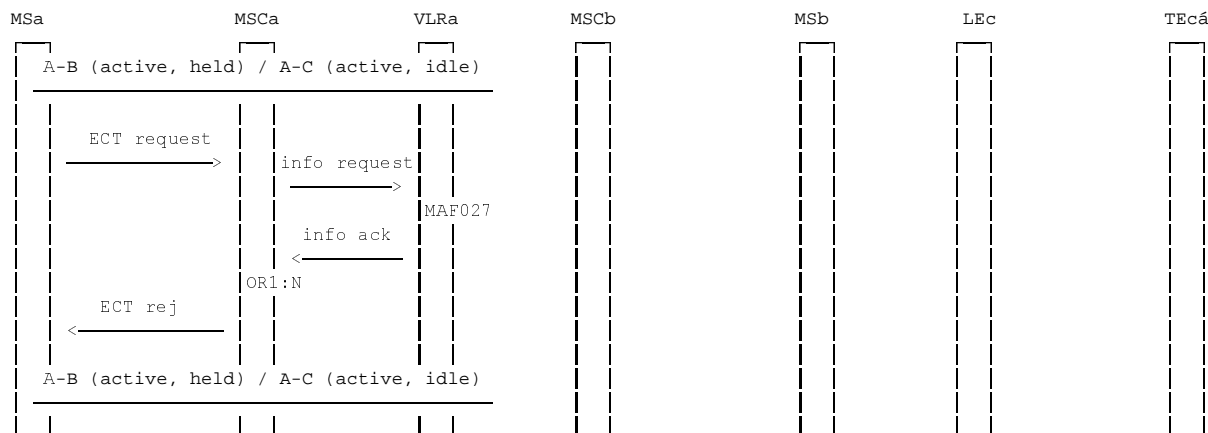 MSa MSCa VLRa MSCb MSb LEc TEcá
A-B (active, held) / A-C (active, idle)
ECT request
info request
MAF027
info ack
OR1:N
ECT rej
A-B (active, held) / A-C (active, idle)